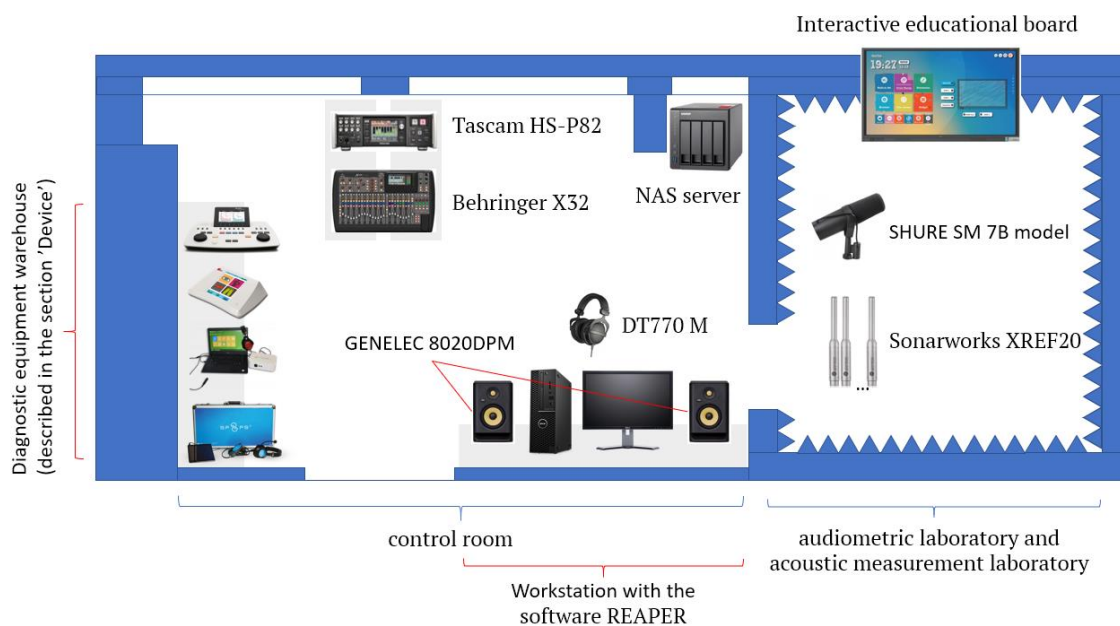 Interactive educational board
19:27
Tascam HS-P82
Behringer X32
NAS server
SHURE SM 7B model
DT770 M
Sonarworks XREF20
...
GENELEC 8020DPM
Diagnostic equipment warehouse
(described in the section ’Device’)
control room
audiometric laboratory and
acoustic measurement laboratory
Workstation with the
software REAPER